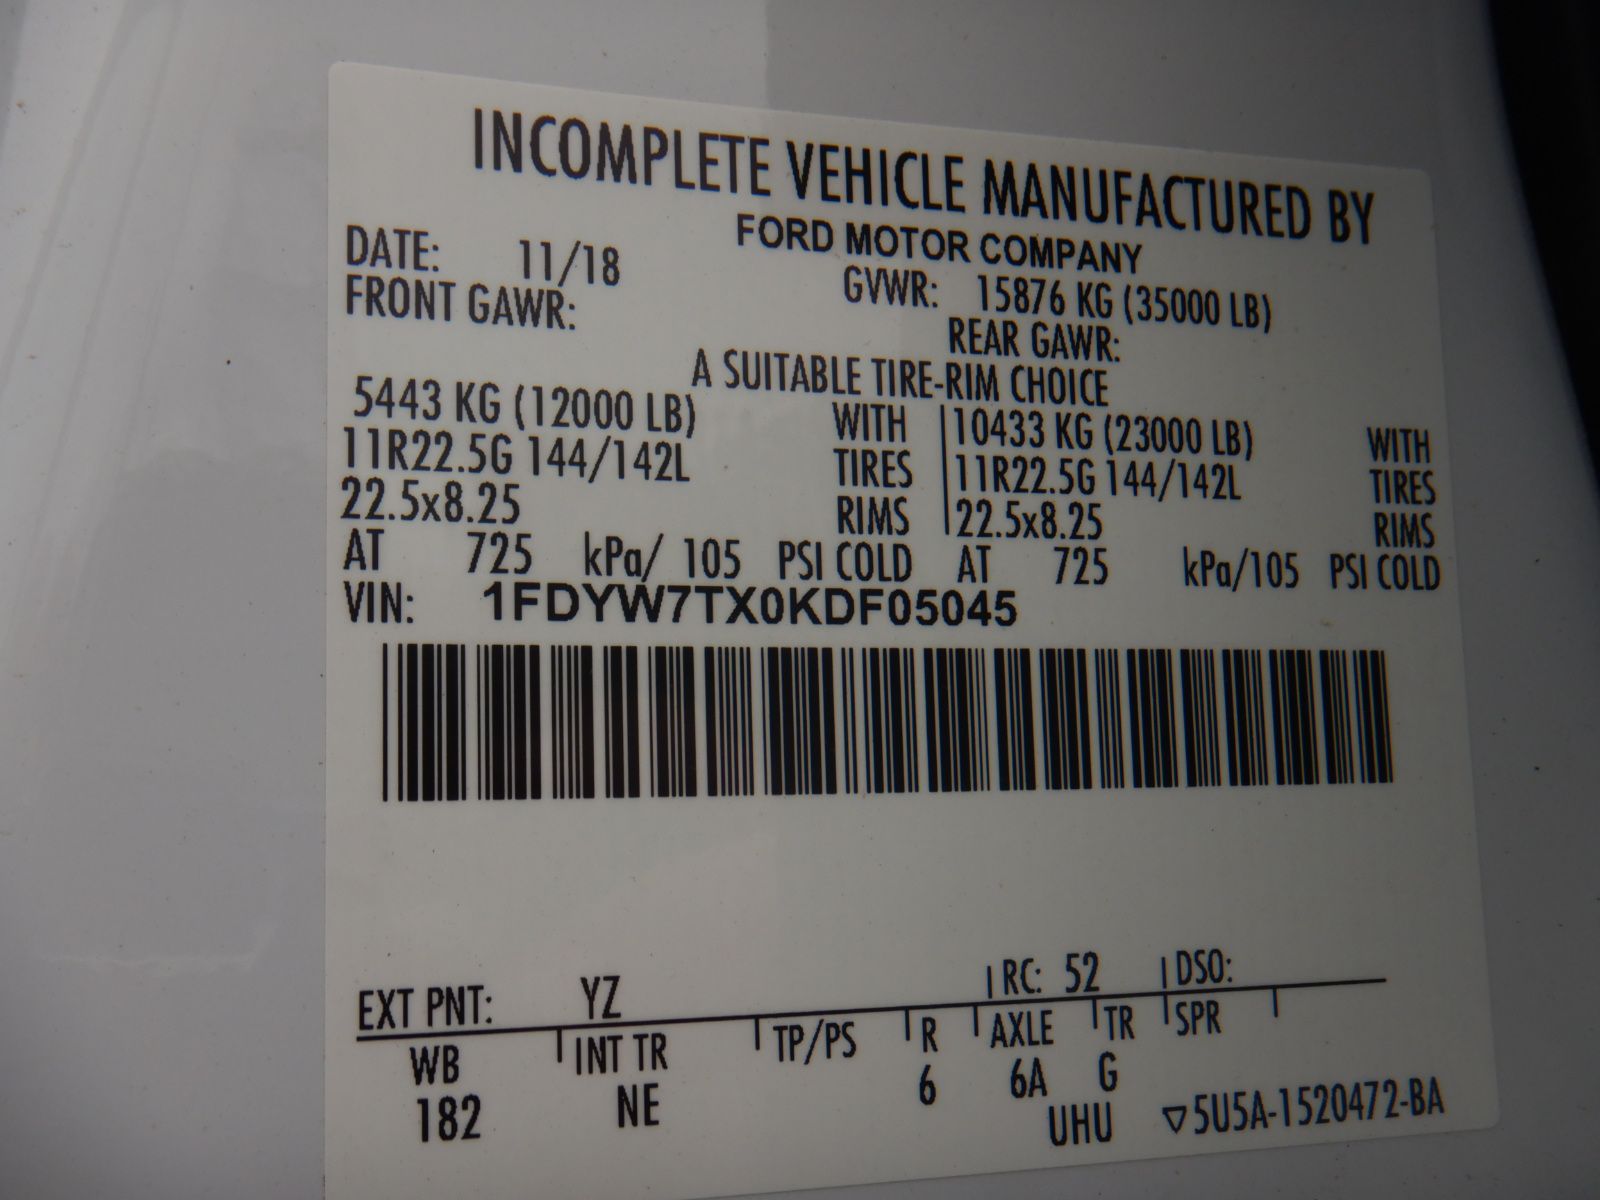 INCOMPLETE VEHICLE MANUFACTURED BY
FORD MOTOR COMPANY
DATE: 11/18 GVWR: 15876 KG (35000 LB)
FRONT GAWR: REAR GAWR:
A SUITABLE TIRE-RIM CHOICE
5443 KG (12000 LB) WITH 10433 KG (23000 LB) WITH
11R22.5G 144/142L TIRES 11R22.5G 144/142L TIRES
22.5x8.25 RIMS 22.5x8.25 RIMS
AT 725 kPa/ 105 PSI COLD AT 725 kPa/105 PSI COLD
VIN: 1FDYW7TX0KDF05045
EXT PNT: YZ RC: 52 DSO:
WB INT TR TP/PS R AXLE TR SPR
182 NE 6 6A G
UHU ▽5U5A-1520472-BA